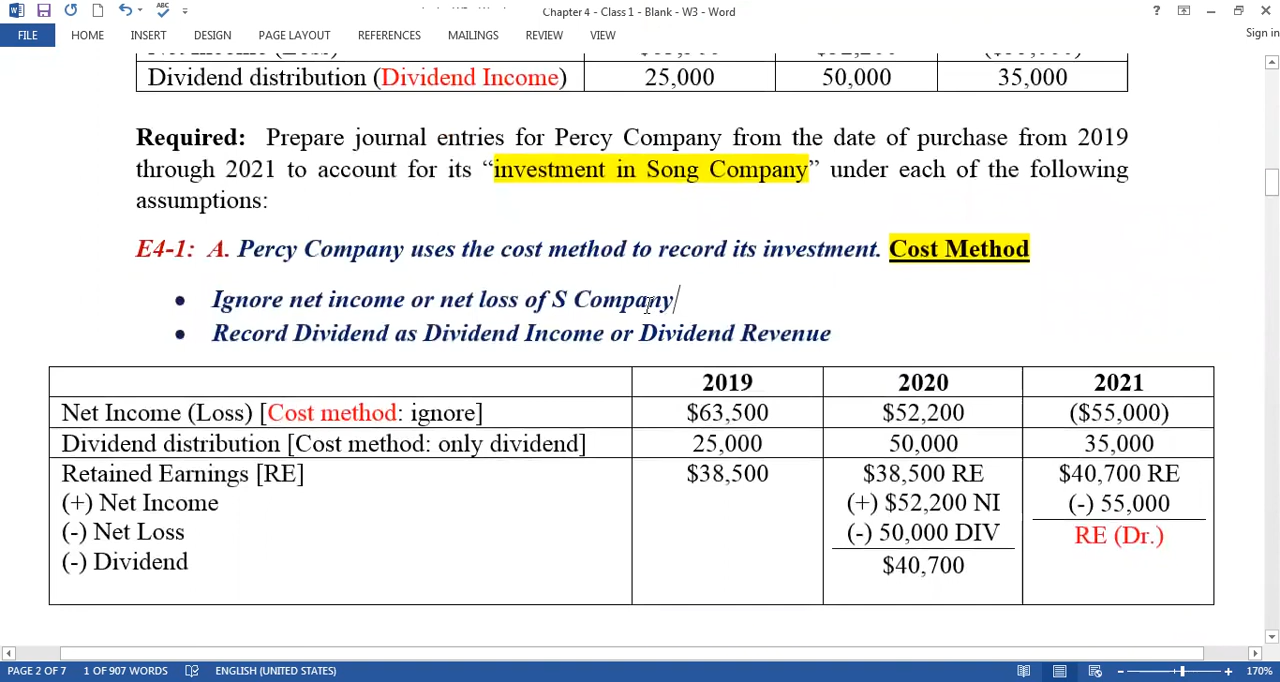 Chapter 4 - Class 1 - Blank - W3 - Word
?
FILE HOME INSERT DESIGN PAGE LAYOUT REFERENCES MAILINGS REVIEW VIEW Sign in
Dividend distribution (Dividend Income) 25,000 50,000 35,000
Required: Prepare journal entries for Percy Company from the date of purchase from 2019
through 2021 to account for its “investment in Song Company” under each of the following
assumptions:
E4-1: A. Percy Company uses the cost method to record its investment. Cost Method
• Ignore net income or net loss of S Company
• Record Dividend as Dividend Income or Dividend Revenue
2019 2020 2021
Net Income (Loss) [Cost method: ignore] $63,500 $52,200 ($55,000)
Dividend distribution [Cost method: only dividend] 25,000 50,000 35,000
Retained Earnings [RE] $38,500 $38,500 RE $40,700 RE
(+) Net Income (+) $52,200 NI (-) 55,000
(-) Net Loss (-) 50,000 DIV RE (Dr.)
(-) Dividend $40,700
PAGE 2 OF 7 1 OF 907 WORDS ENGLISH (UNITED STATES) 170%